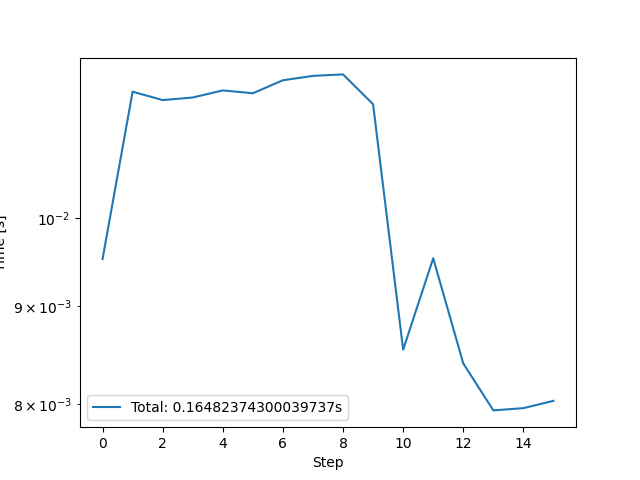 Time [s]
10⁻²
9 × 10⁻³
8 × 10⁻³
Total: 0.16482374300039737s
0 2 4 6 8 10 12 14
Step